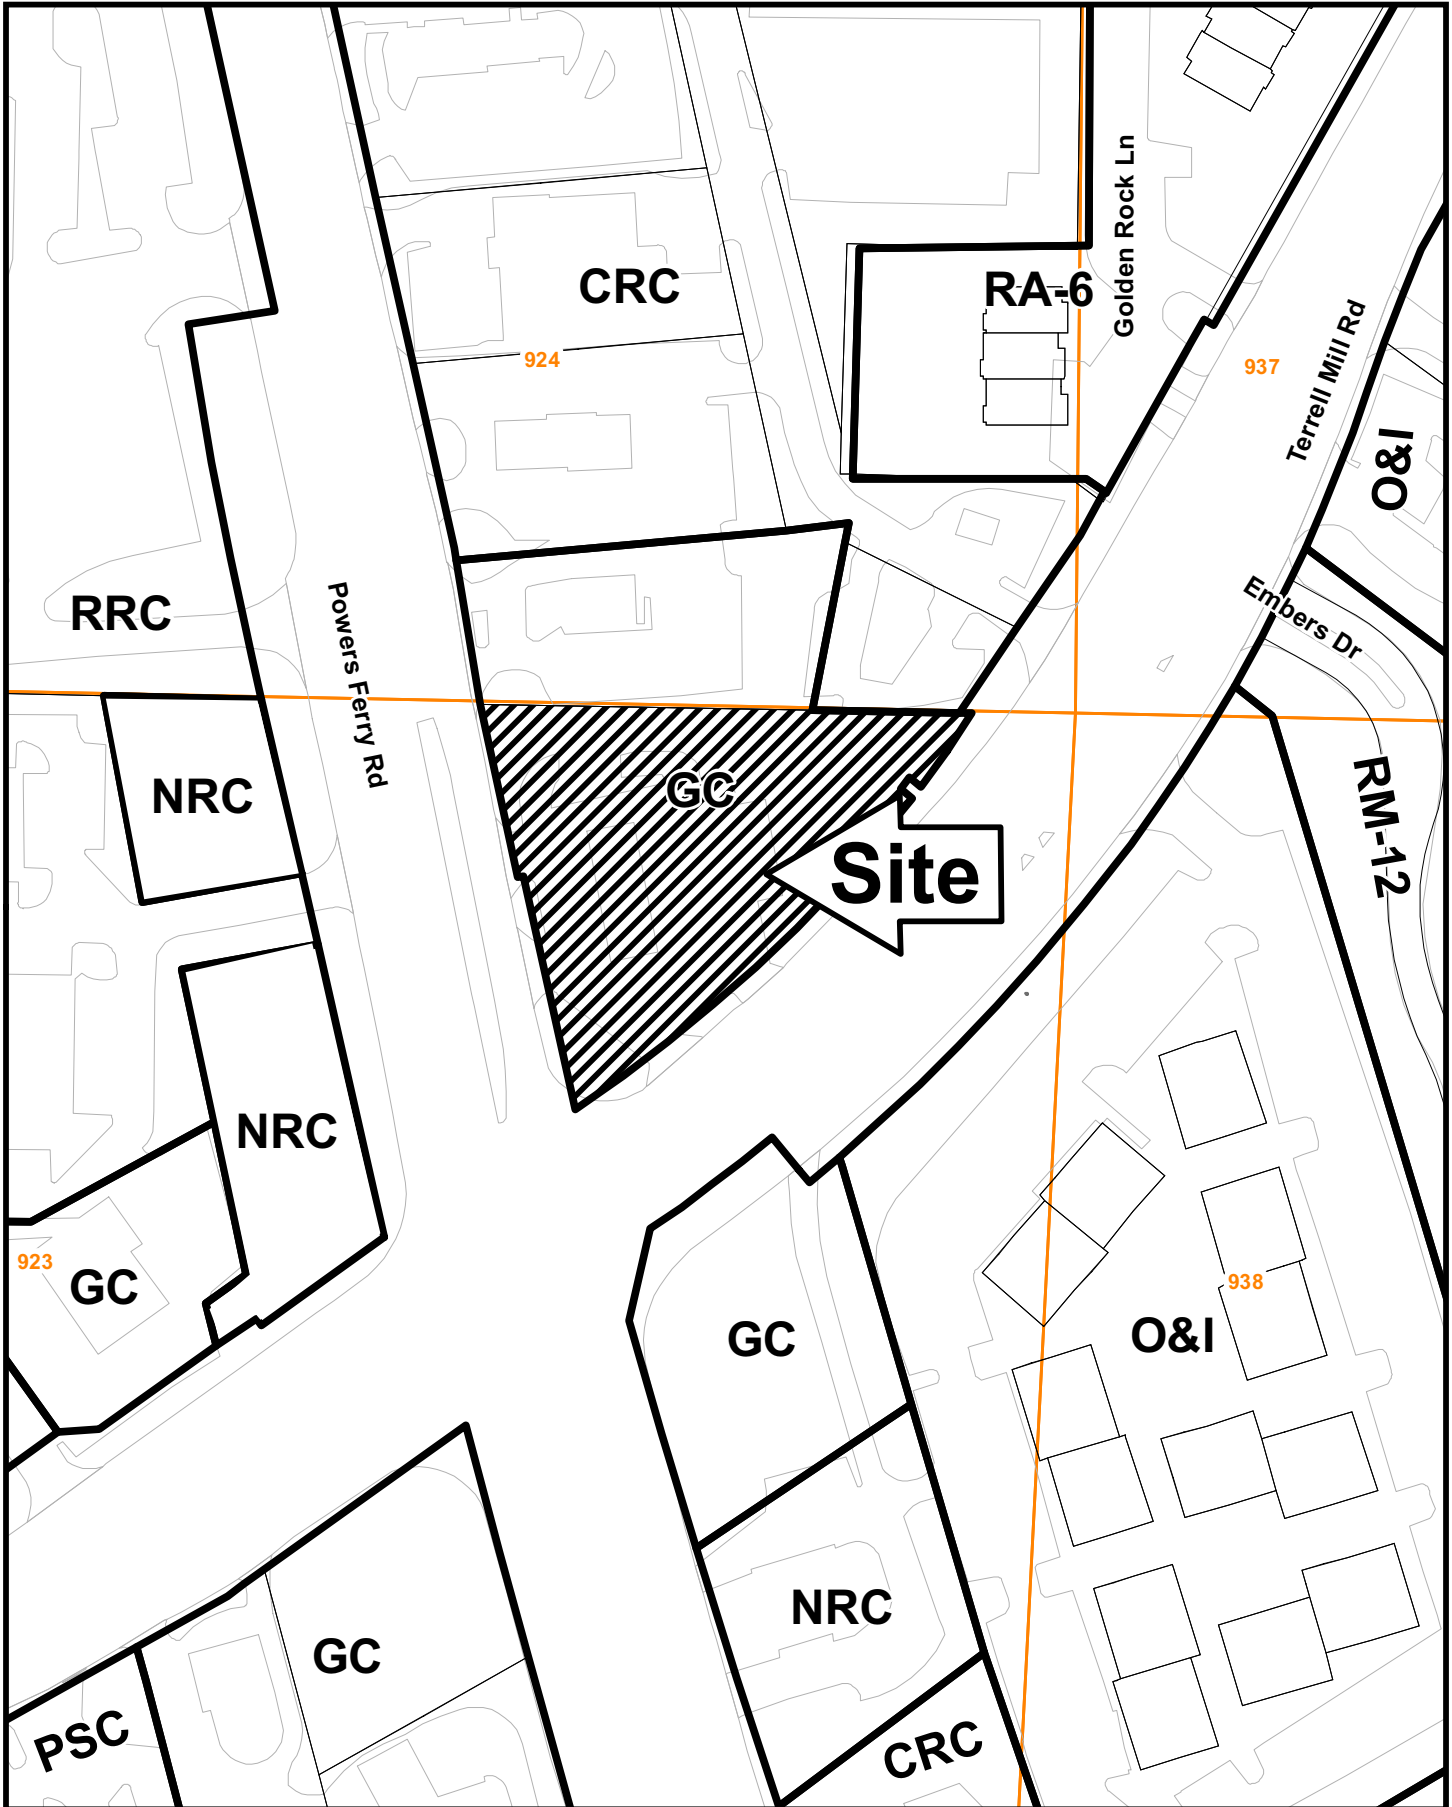 Golden Rock Ln
CRC
RA-6
924
937
Terrell Mill Rd
O&I
RRC
Powers Ferry Rd
Embers Dr
NRC
GC
RM-12
Site
NRC
923
GC
938
GC
O&I
NRC
GC
PSC
CRC